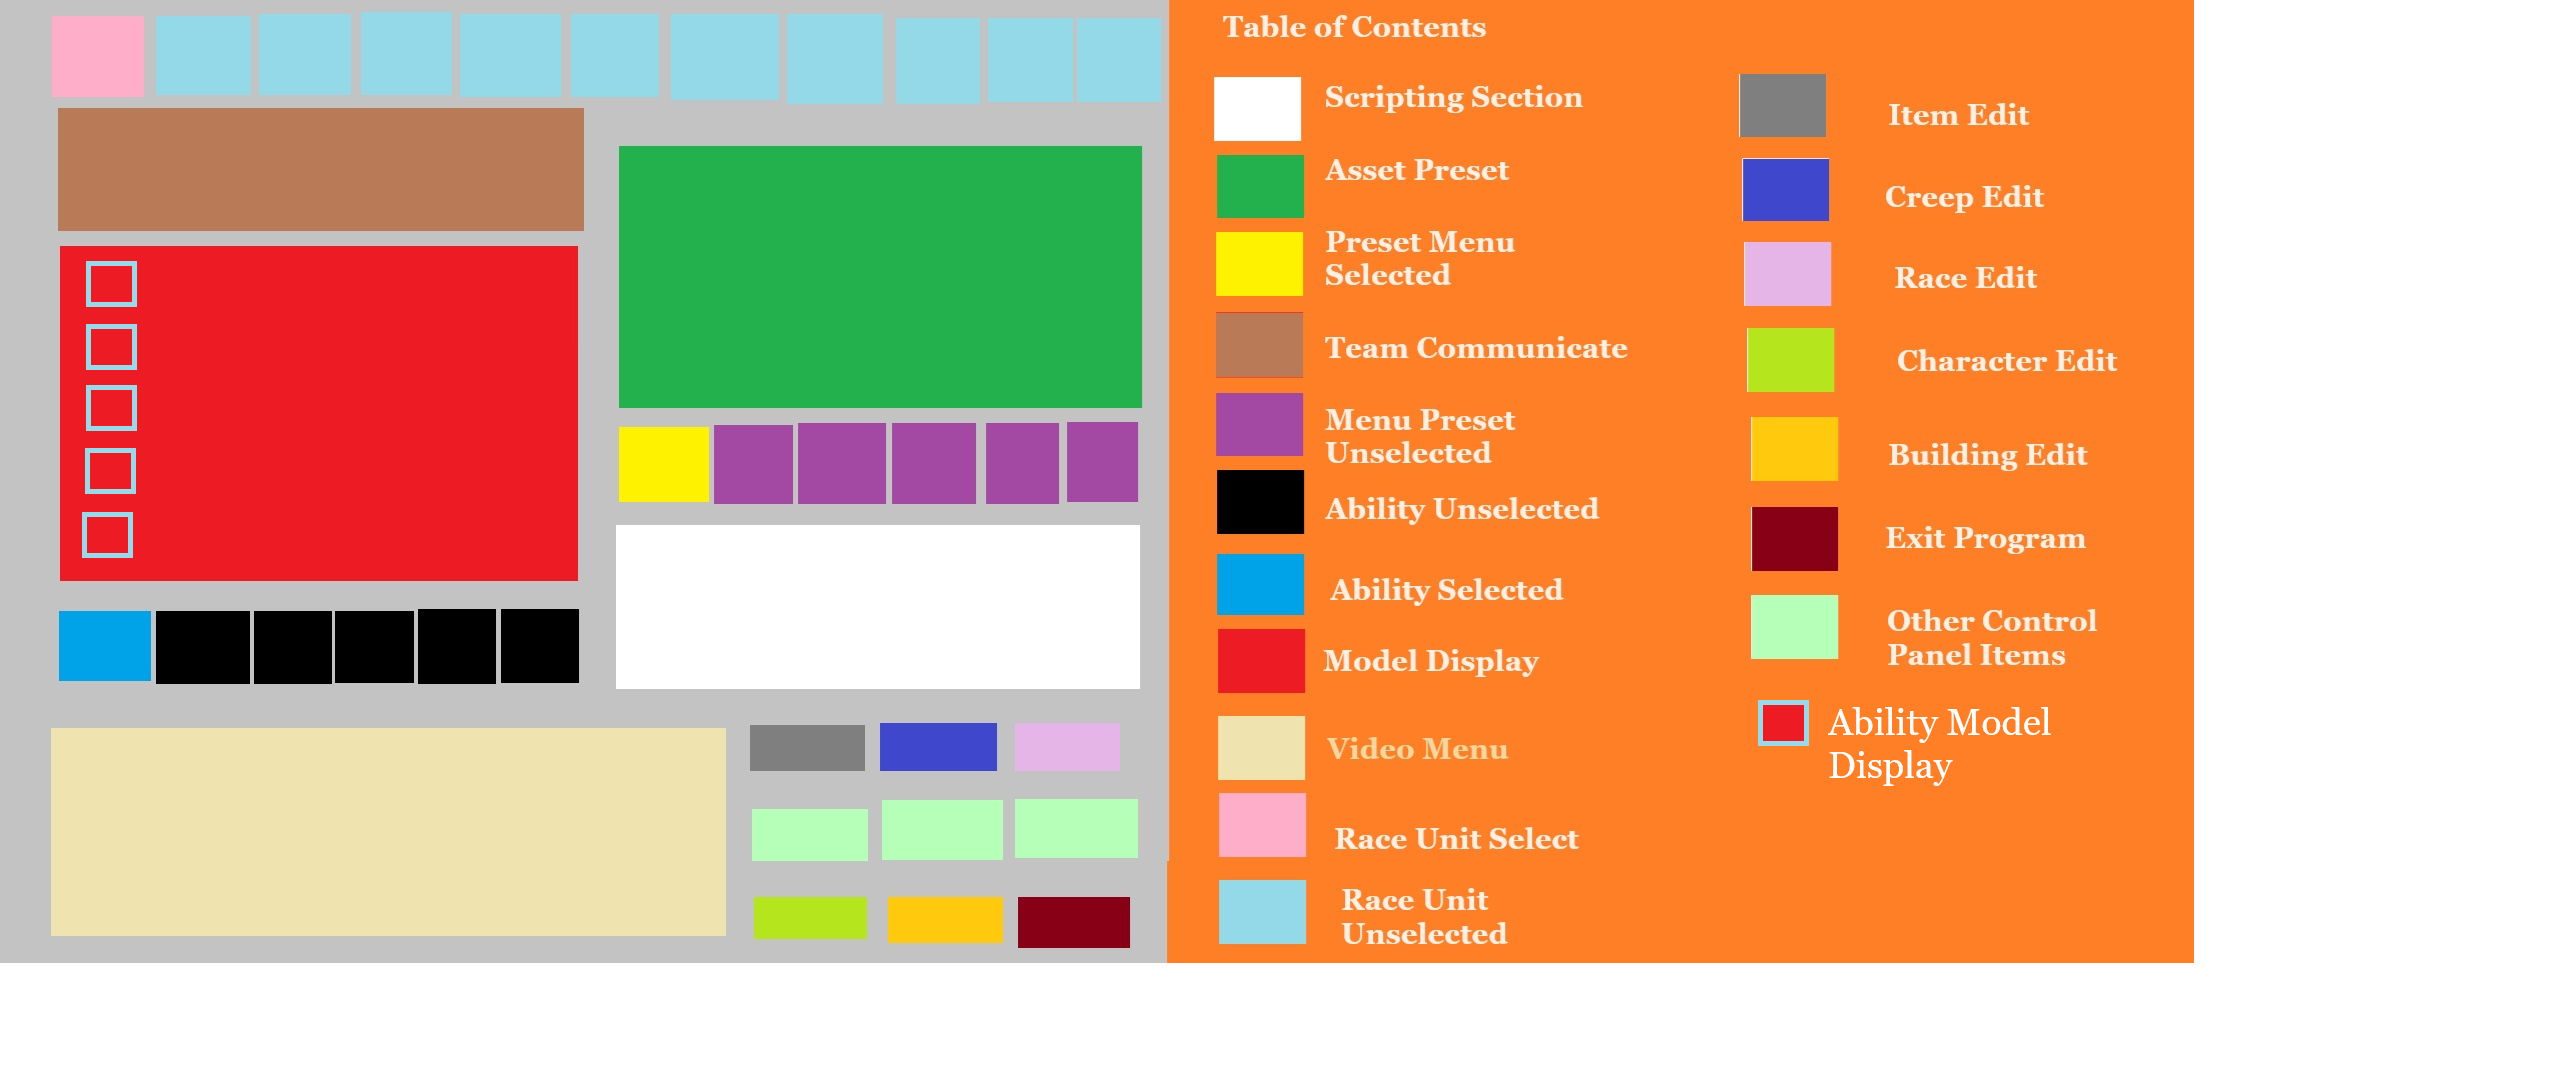 Table of Contents
Scripting Section
Asset Preset
Preset Menu
Selected
Team Communicate
Menu Preset
Unselected
Ability Unselected
Ability Selected
Model Display
Video Menu
Race Unit Select
Race Unit
Unselected
Item Edit
Creep Edit
Race Edit
Character Edit
Building Edit
Exit Program
Other Control
Panel Items
Ability Model
Display